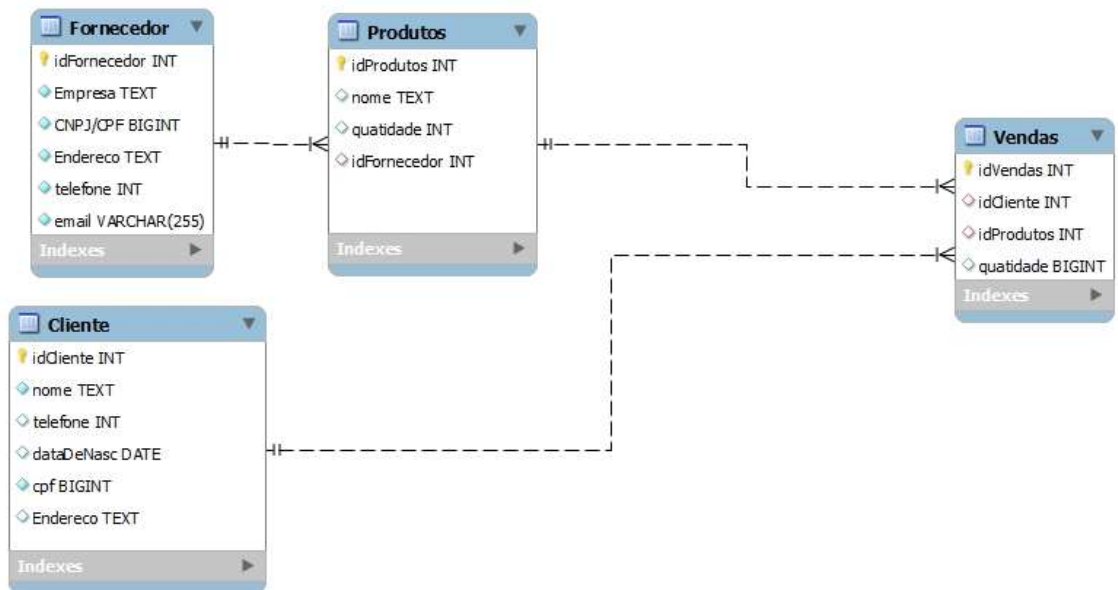 Fornecedor
idFornecedor INT
Empresa TEXT
CNPJ/CPF BIGINT
Endereco TEXT
telefone INT
email VARCHAR(255)
Indexes
Produtos
idProdutos INT
nome TEXT
quatidade INT
idFornecedor INT
Indexes
Vendas
idVendas INT
idCliente INT
idProdutos INT
quatidade BIGINT
Indexes
Cliente
idCliente INT
nome TEXT
telefone INT
dataDeNasc DATE
cpf BIGINT
Endereco TEXT
Indexes